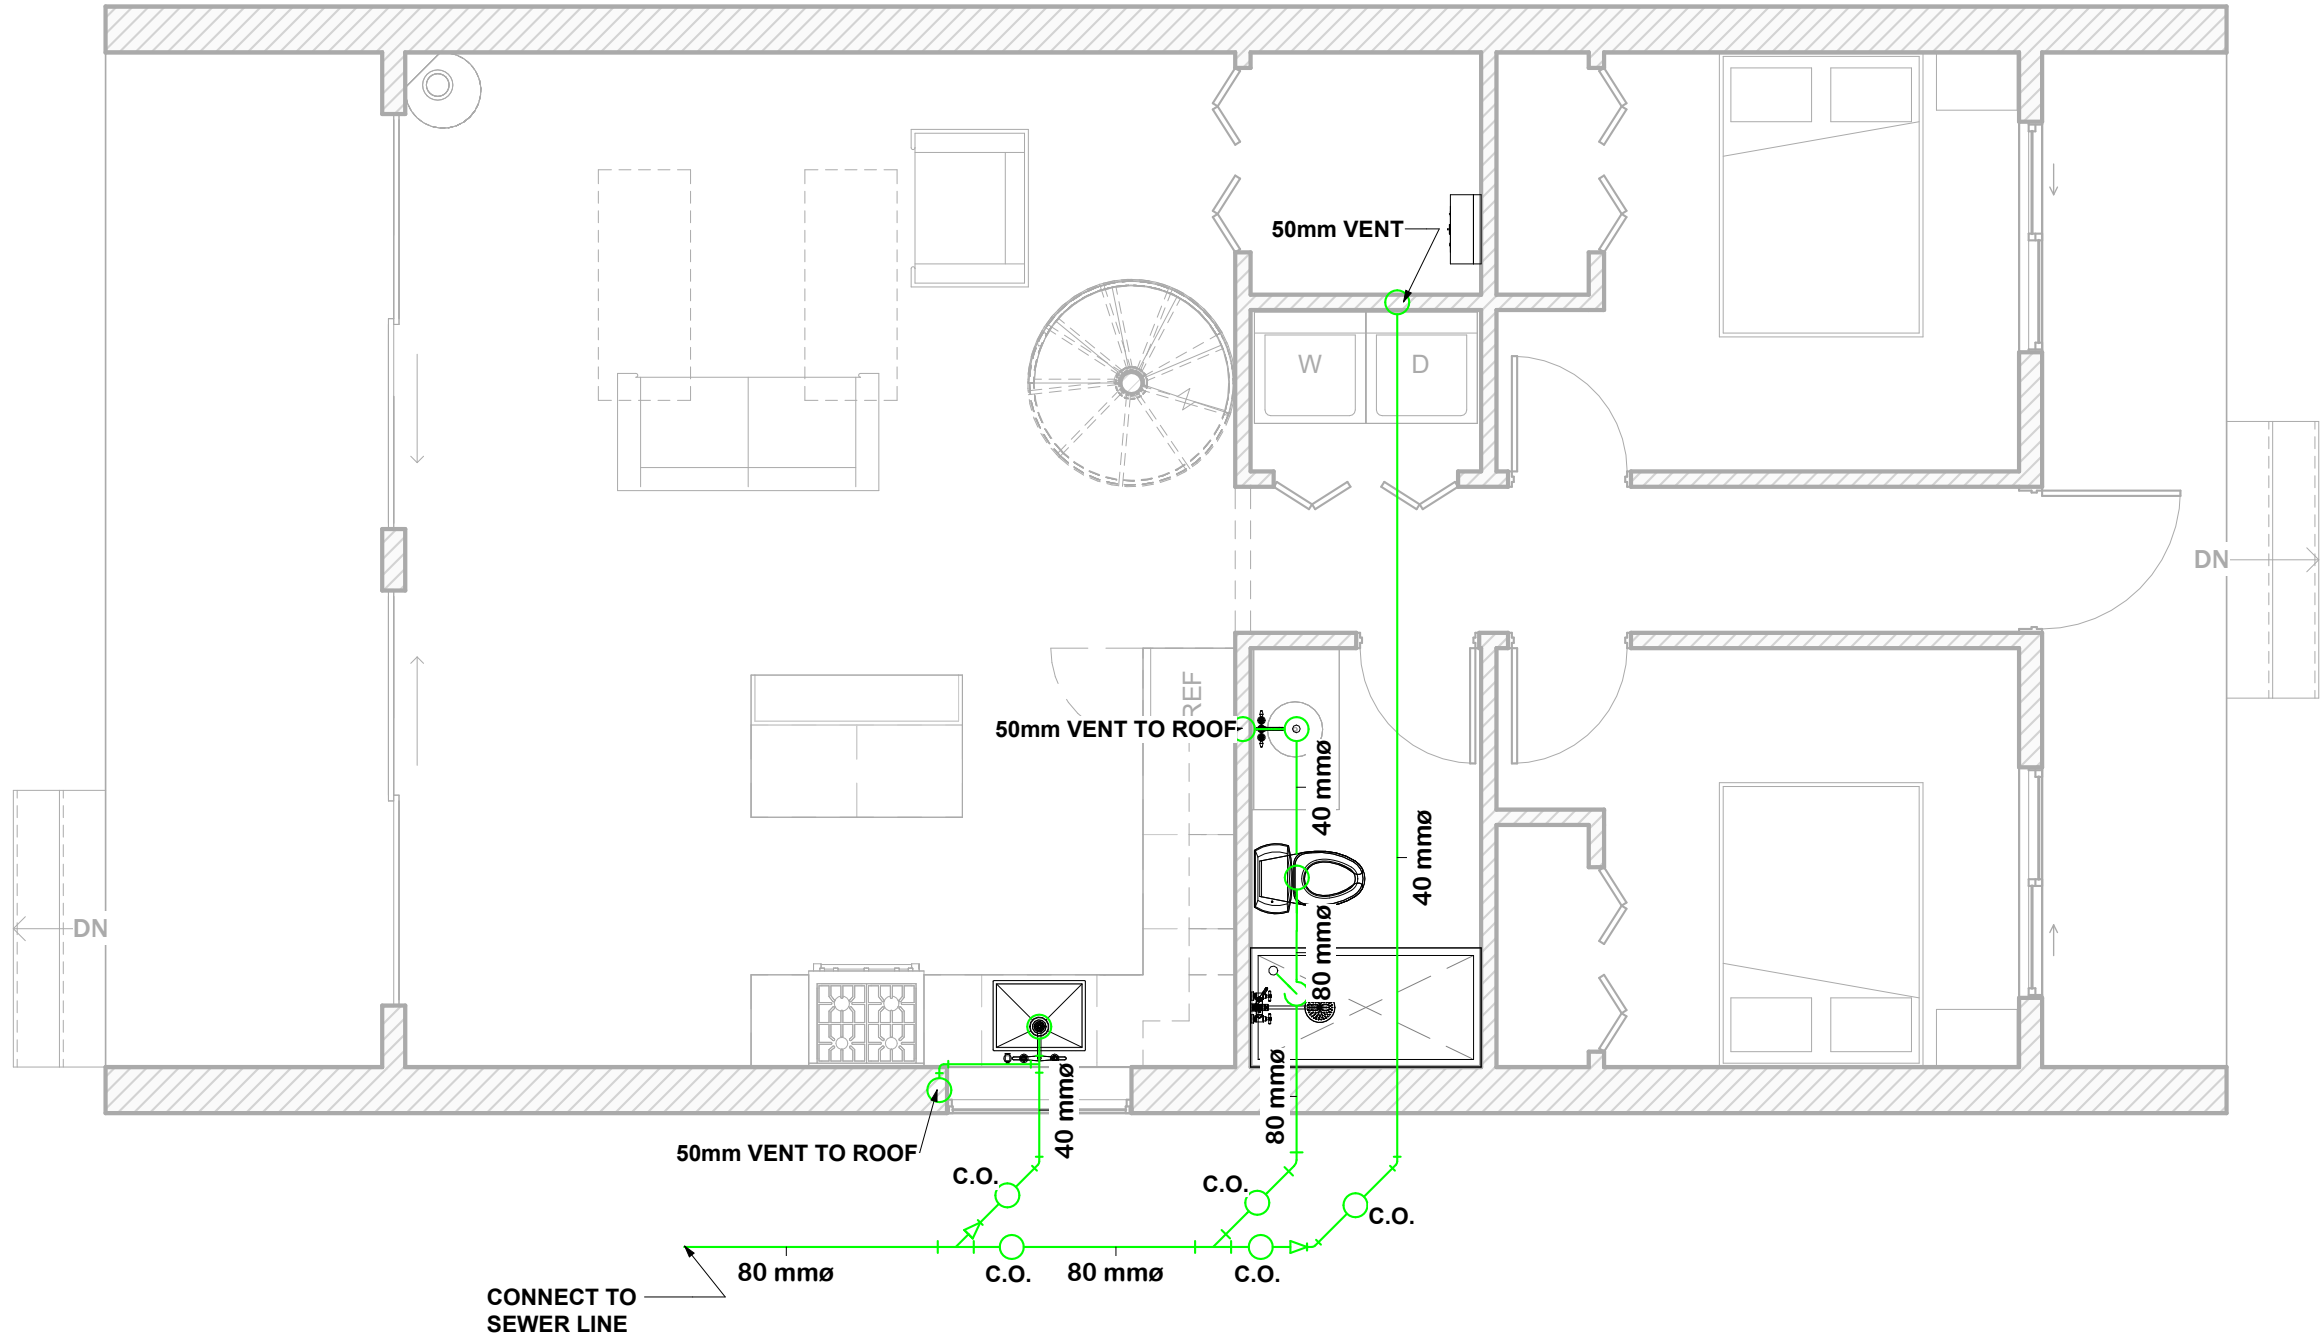 50mm VENT
W
D
DN
REF
50mm VENT TO ROOF
40 mmø
40 mmø
DN
80 mmø
80 mmø
40 mmø
50mm VENT TO ROOF
C.O.
C.O.
C.O.
80 mmø
C.O.
80 mmø
C.O.
CONNECT TO
SEWER LINE